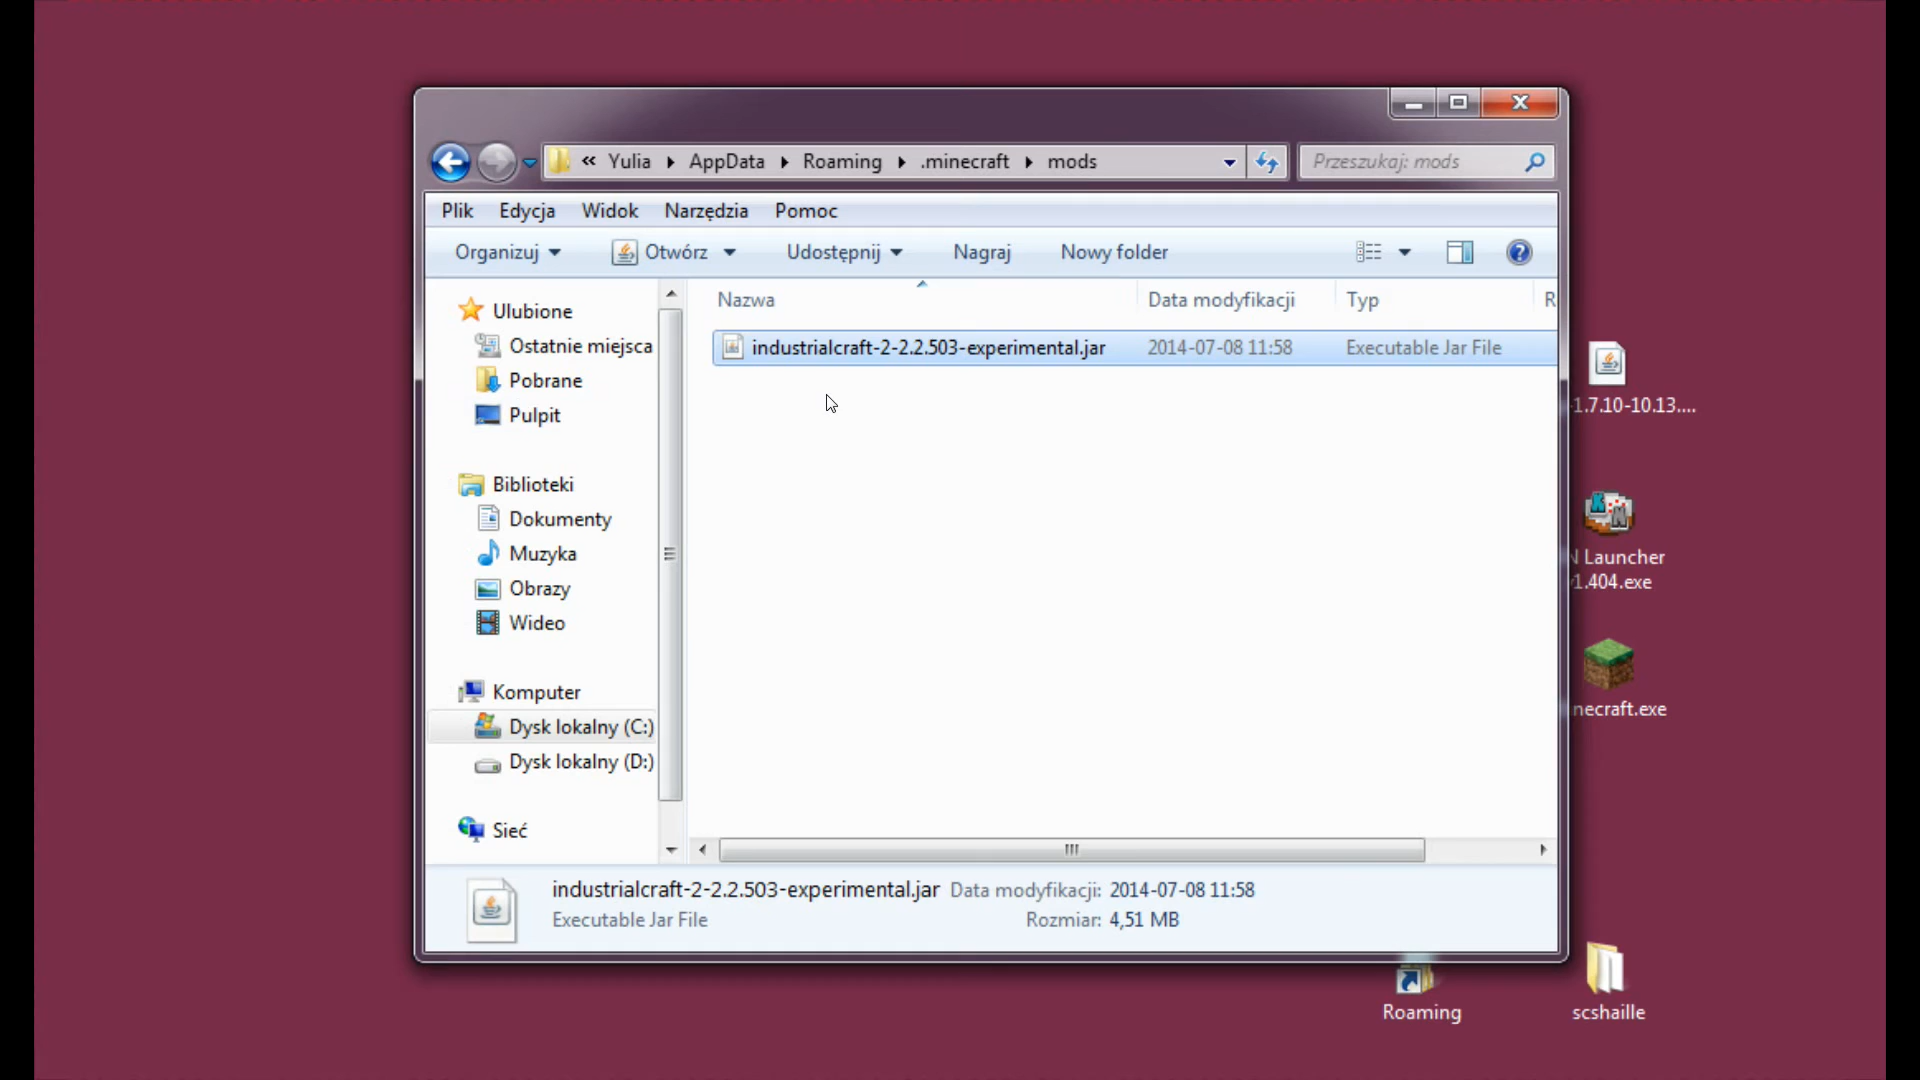 « Yulia ▸ AppData ▸ Roaming ▸ .minecraft ▸ mods
Przeszukaj: mods
Plik Edycja Widok Narzędzia Pomoc
Organizuj Otwórz Udostępnij Nagraj Nowy folder
Nazwa Data modyfikacji Typ R
industrialcraft-2-2.2.503-experimental.jar 2014-07-08 11:58 Executable Jar File
Ulubione
Ostatnie miejsca
Pobrane
Pulpit
Biblioteki
Dokumenty
Muzyka
Obrazy
Wideo
Komputer
Dysk lokalny (C:)
Dysk lokalny (D:)
Sieć
industrialcraft-2-2.2.503-experimental.jar Data modyfikacji: 2014-07-08 11:58
Executable Jar File Rozmiar: 4,51 MB
-1.7.10-10.13....
N Launcher
v1.404.exe
necraft.exe
Roaming
scshaille